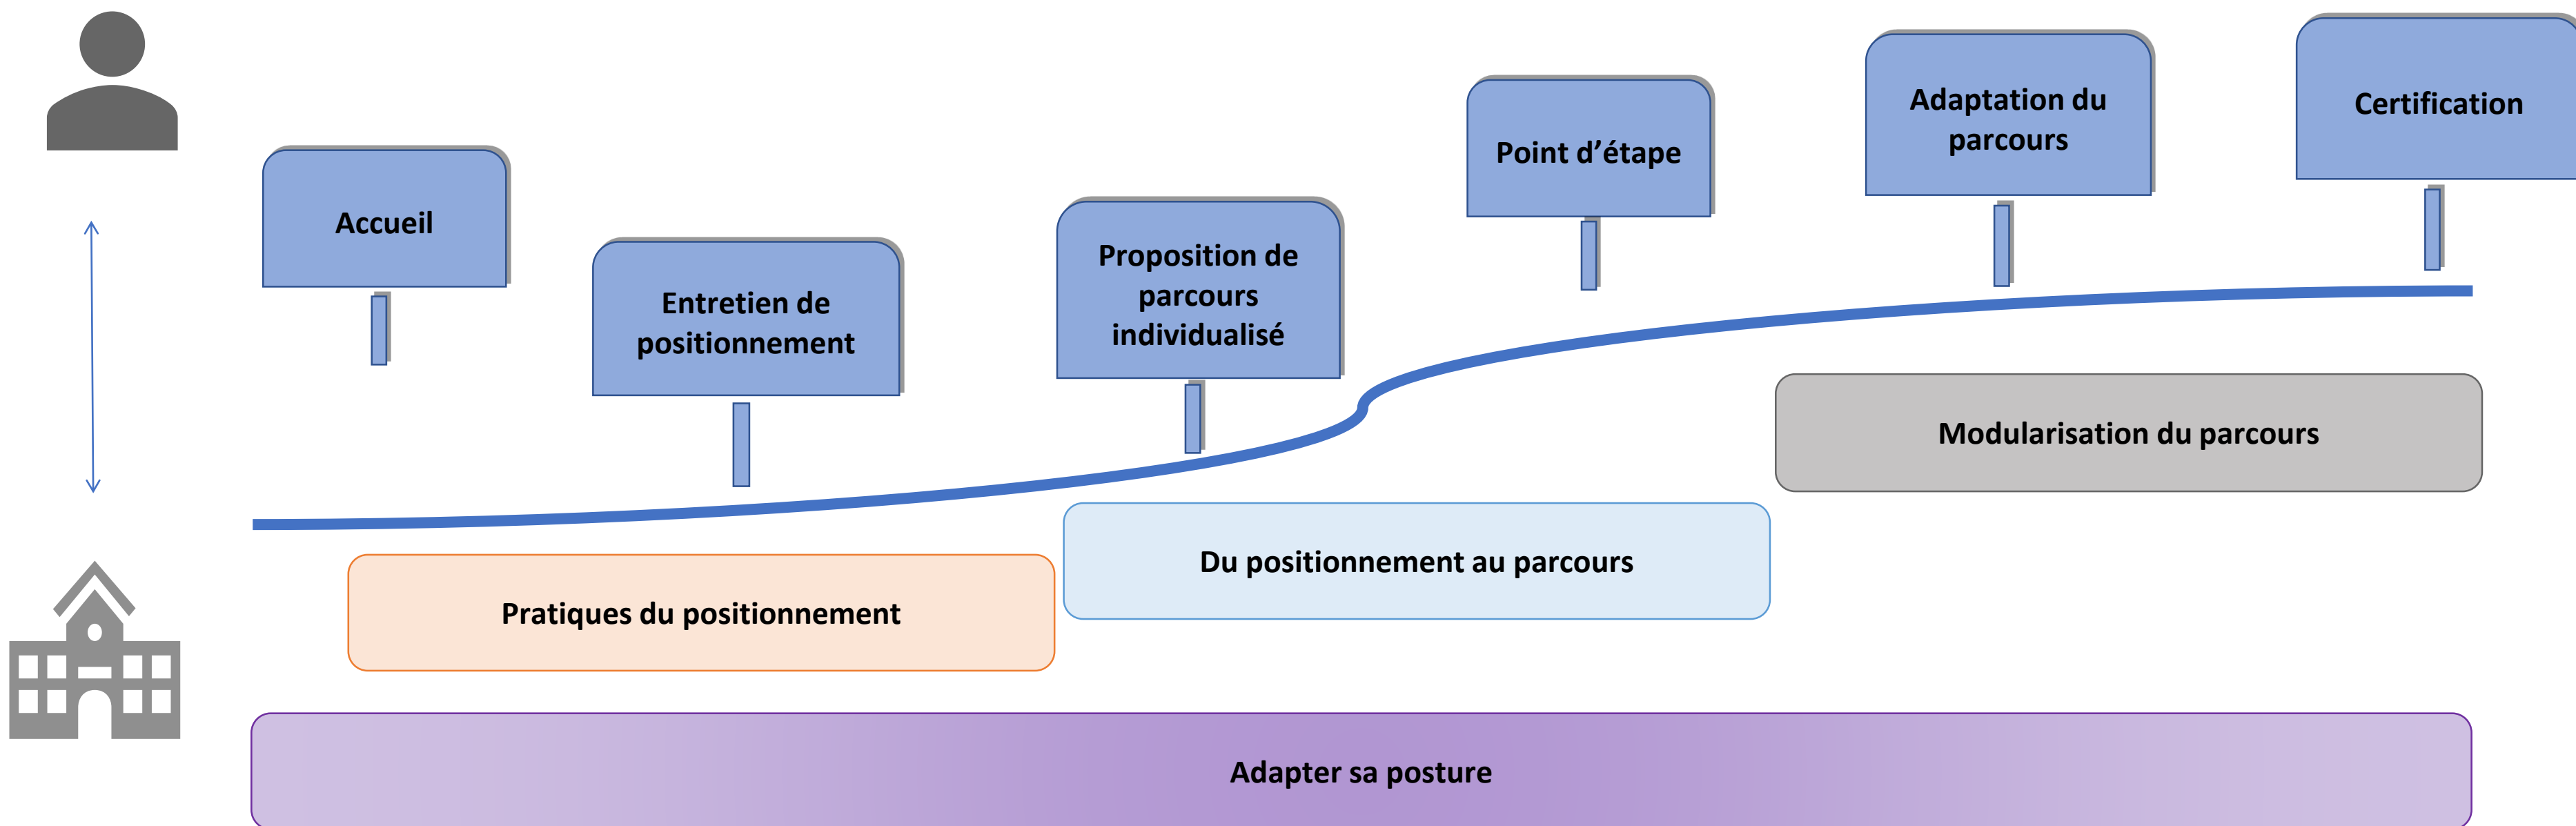 Accueil
Entretien de
positionnement
Proposition de
parcours
individualisé
Point d’étape
Adaptation du
parcours
Certification
Modularisation du parcours
Du positionnement au parcours
Pratiques du positionnement
Adapter sa posture